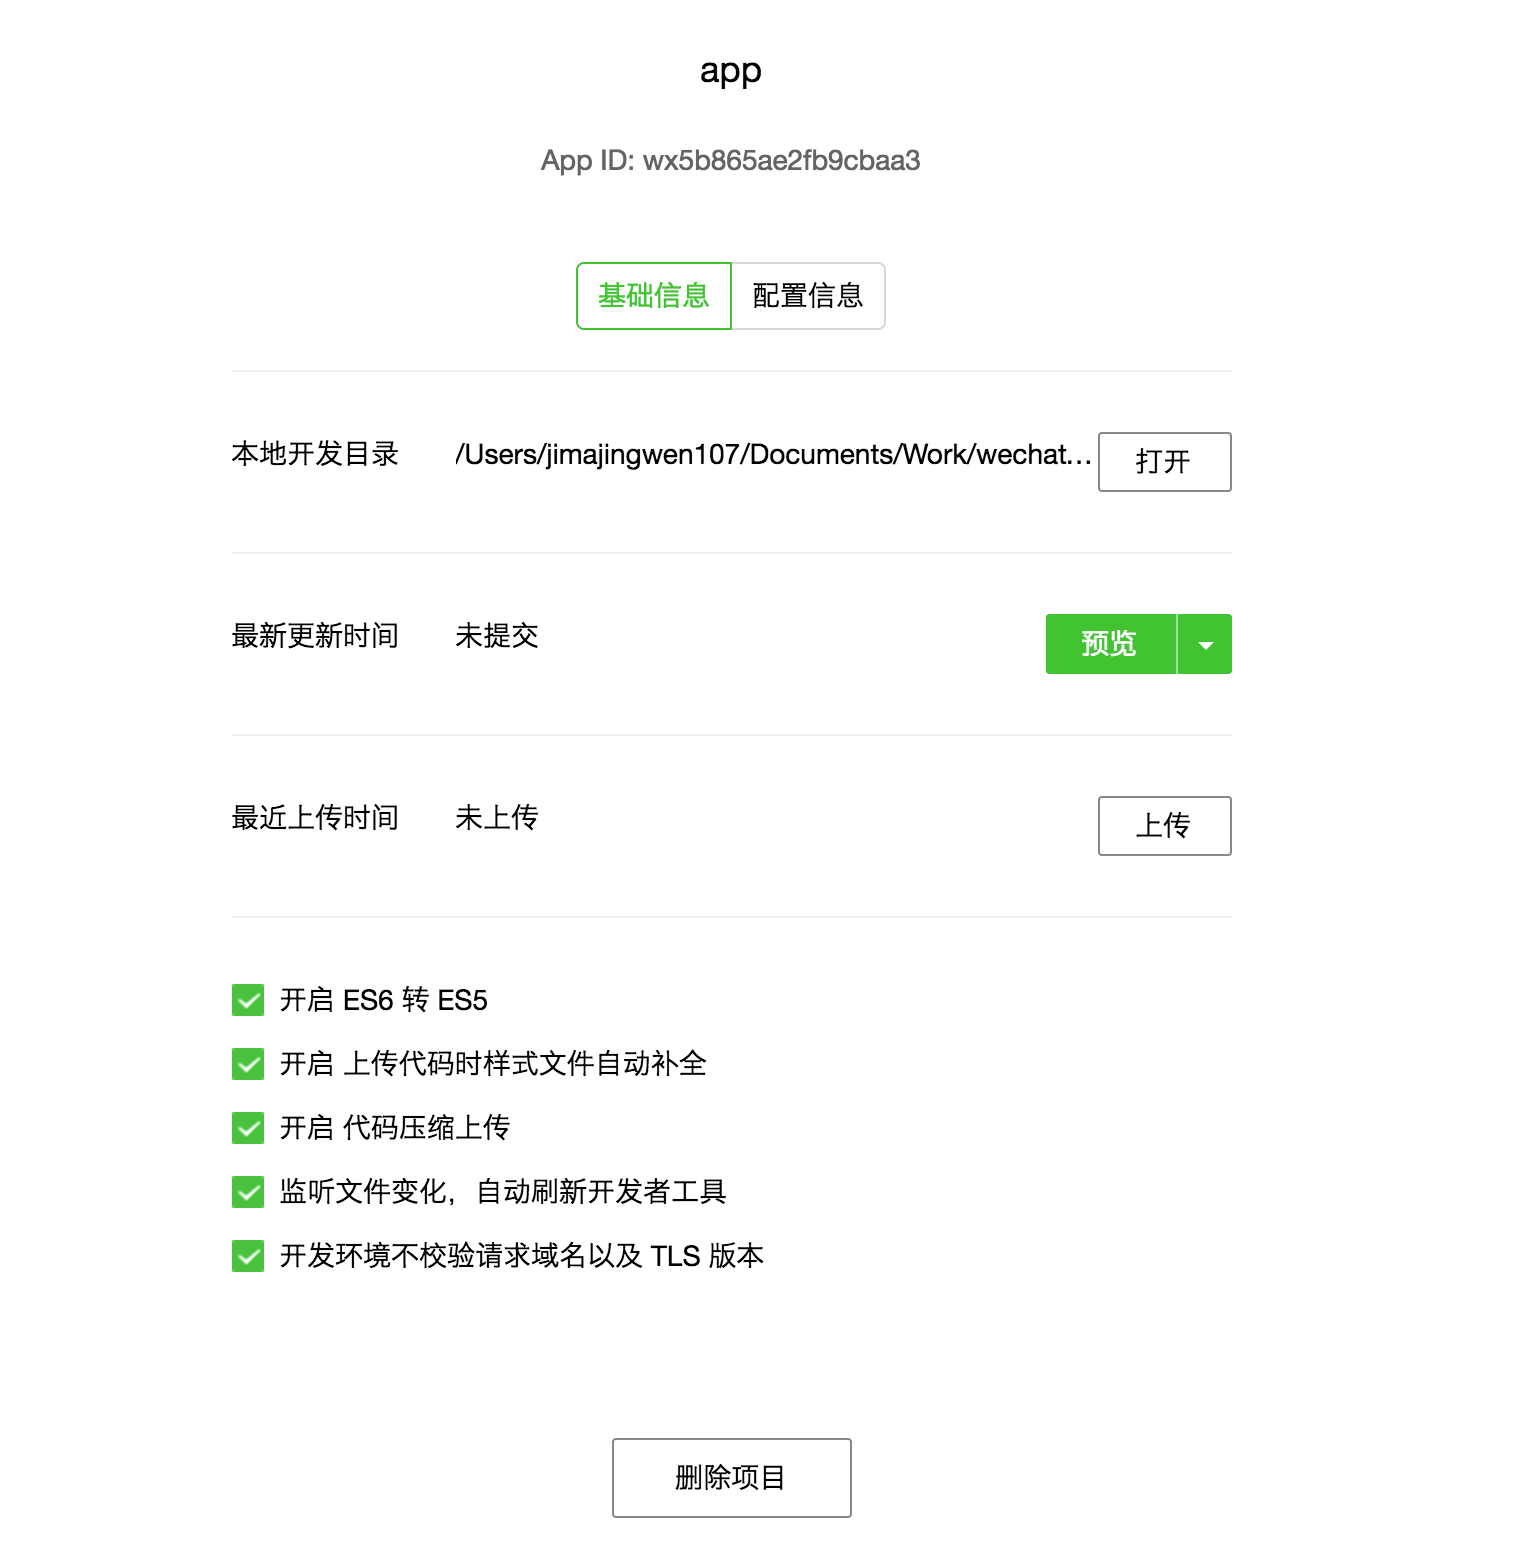 app
App ID: wx5b865ae2fb9cbaa3
基础信息 配置信息
本地开发目录 /Users/jimajingwen107/Documents/Work/wechat... 打开
最新更新时间 未提交 预览
最近上传时间 未上传 上传
开启 ES6 转 ES5
开启 上传代码时样式文件自动补全
开启 代码压缩上传
监听文件变化，自动刷新开发者工具
开发环境不校验请求域名以及 TLS 版本
删除项目